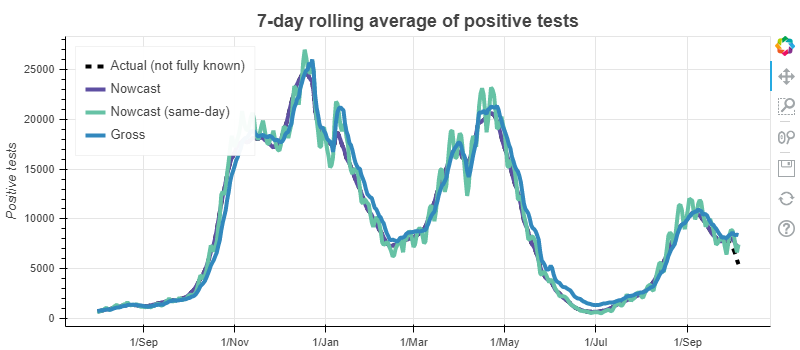 7-day rolling average of positive tests
Actual (not fully known)
Nowcast
Nowcast (same-day)
Gross
Positive tests
25000
20000
15000
10000
5000
0
1/Sep 1/Nov 1/Jan 1/Mar 1/May 1/Jul 1/Sep